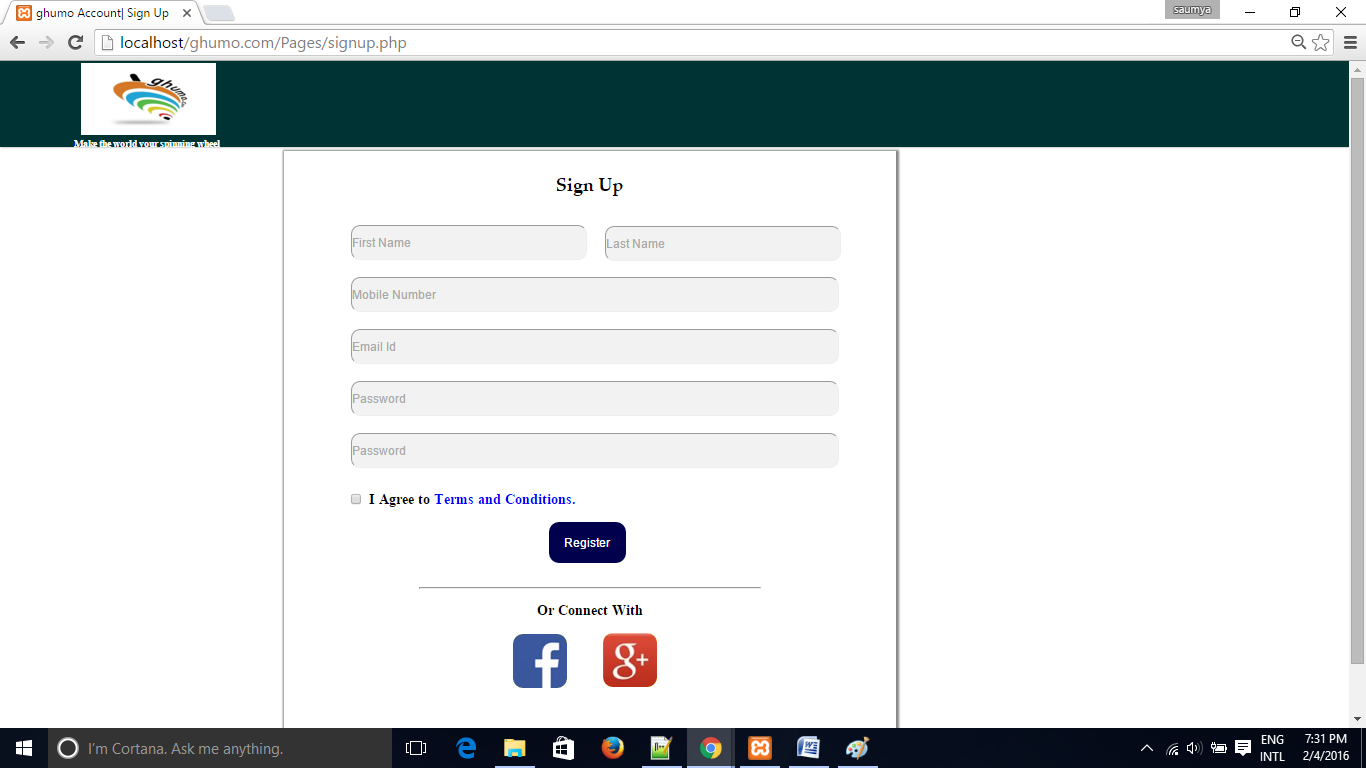 ghumo Account| Sign Up
saumya
localhost/ghumo.com/Pages/signup.php
ghumo
Make the world your spinning wheel
Sign Up
First Name
Last Name
Mobile Number
Email Id
Password
Password
I Agree to Terms and Conditions.
Register
Or Connect With
f
g+
I'm Cortana. Ask me anything.
ENG
INTL
7:31 PM
2/4/2016